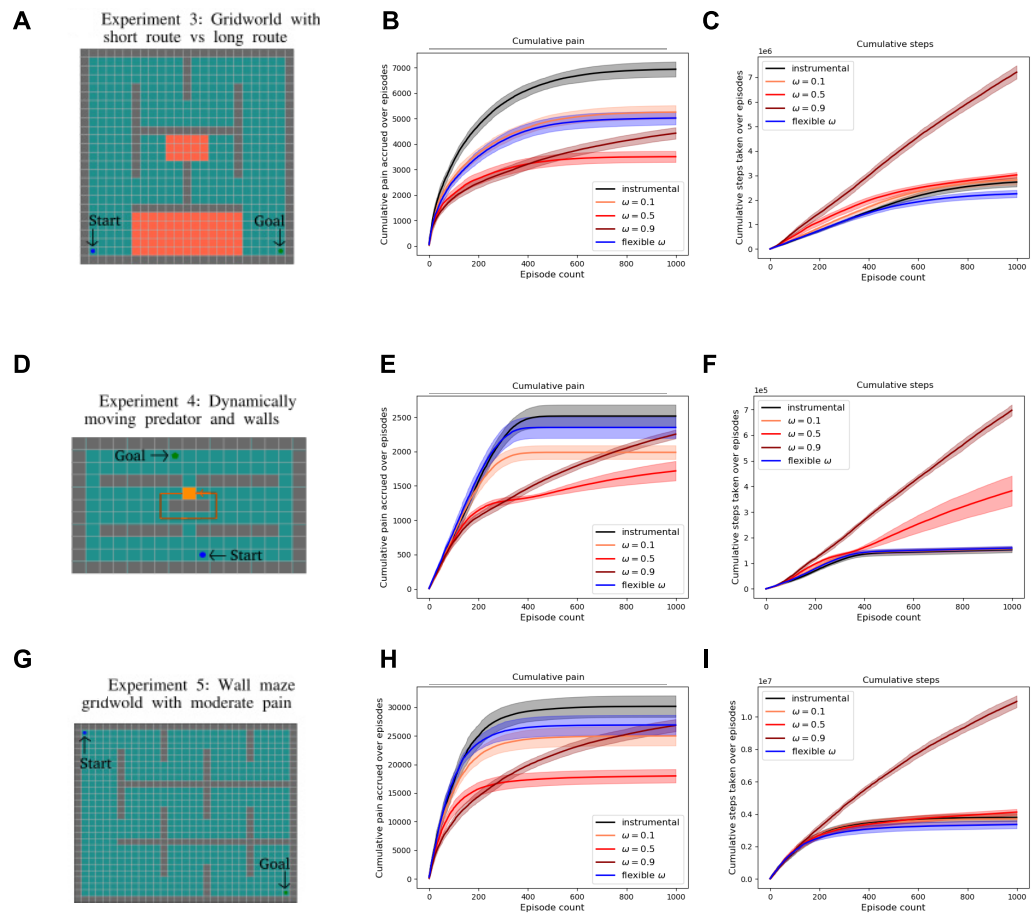 A
Experiment 3: Gridworld with
short route vs long route
Start
Goal
B
Cumulative pain
Cumulative pain accrued over episodes
7000
6000
5000
4000
3000
2000
1000
0
instrumental
ω = 0.1
ω = 0.5
ω = 0.9
flexible ω
0 200 400 600 800 1000
Episode count
C
Cumulative steps
1e6
Cumulative steps taken over episodes
7
6
5
4
3
2
1
0
instrumental
ω = 0.1
ω = 0.5
ω = 0.9
flexible ω
0 200 400 600 800 1000
Episode count
D
Experiment 4: Dynamically
moving predator and walls
Goal
Start
E
Cumulative pain
Cumulative pain accrued over episodes
2500
2000
1500
1000
500
0
instrumental
ω = 0.1
ω = 0.5
ω = 0.9
flexible ω
0 200 400 600 800 1000
Episode count
F
Cumulative steps
1e5
Cumulative steps taken over episodes
7
6
5
4
3
2
1
0
instrumental
ω = 0.1
ω = 0.5
ω = 0.9
flexible ω
0 200 400 600 800 1000
Episode count
G
Experiment 5: Wall maze
gridwold with moderate pain
Start
Goal
H
Cumulative pain
Cumulative pain accrued over episodes
30000
25000
20000
15000
10000
5000
0
instrumental
ω = 0.1
ω = 0.5
ω = 0.9
flexible ω
0 200 400 600 800 1000
Episode count
I
Cumulative steps
1e7
Cumulative steps taken over episodes
1.0
0.8
0.6
0.4
0.2
0.0
instrumental
ω = 0.1
ω = 0.5
ω = 0.9
flexible ω
0 200 400 600 800 1000
Episode count